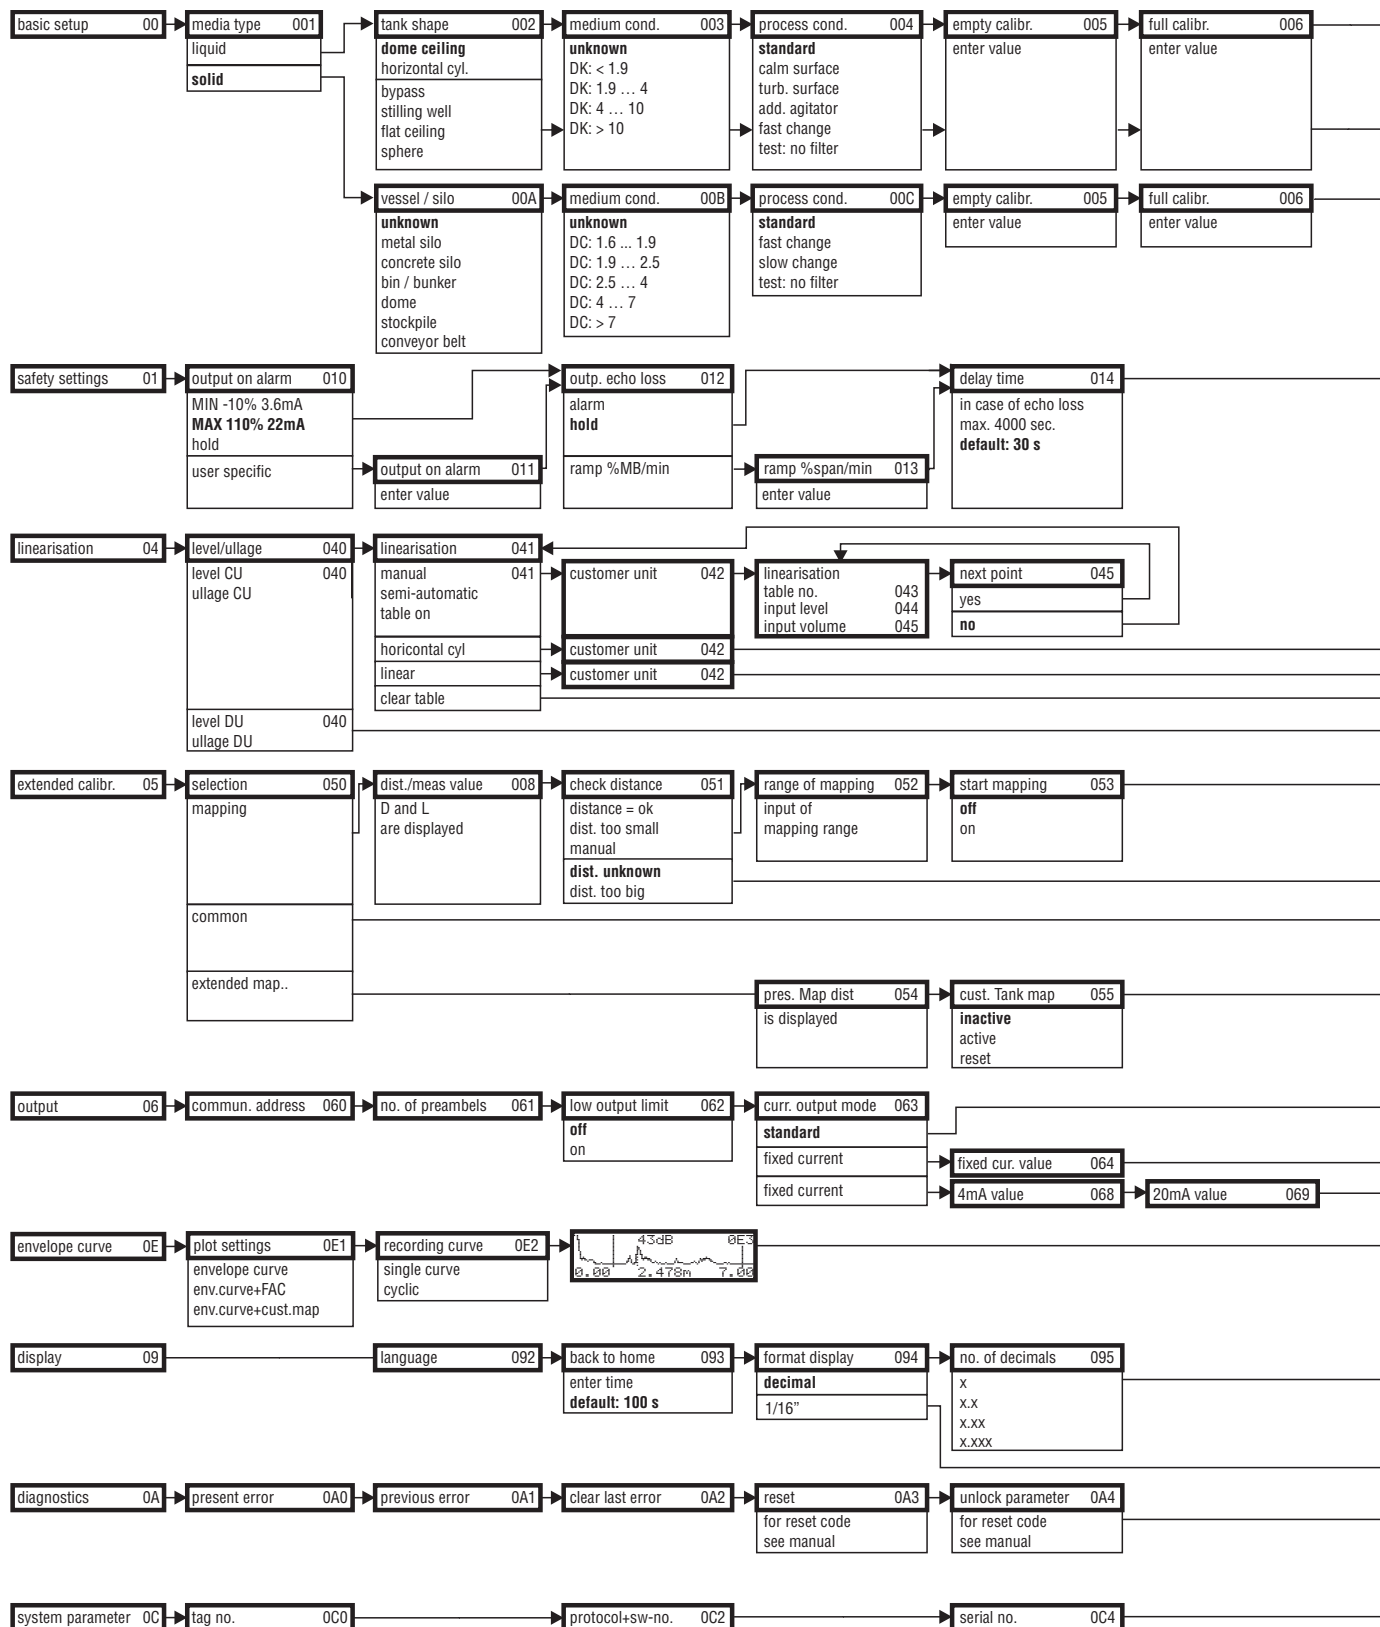 basic setup 00
media type 001
liquid
solid
tank shape 002
dome ceiling
horizontal cyl.
bypass
stilling well
flat ceiling
sphere
medium cond. 003
unknown
DK: < 1.9
DK: 1.9 … 4
DK: 4 … 10
DK: > 10
process cond. 004
standard
calm surface
turb. surface
add. agitator
fast change
test: no filter
empty calibr. 005
enter value
full calibr. 006
enter value
vessel / silo 00A
unknown
metal silo
concrete silo
bin / bunker
dome
stockpile
conveyor belt
medium cond. 00B
unknown
DC: 1.6 ... 1.9
DC: 1.9 … 2.5
DC: 2.5 … 4
DC: 4 … 7
DC: > 7
process cond. 00C
standard
fast change
slow change
test: no filter
empty calibr. 005
enter value
full calibr. 006
enter value
safety settings 01
output on alarm 010
MIN -10% 3.6mA
MAX 110% 22mA
hold
user specific
output on alarm 011
enter value
outp. echo loss 012
alarm
hold
ramp %MB/min
ramp %span/min 013
enter value
delay time 014
in case of echo loss
max. 4000 sec.
default: 30 s
linearisation 04
level/ullage 040
level CU 040
ullage CU
level DU 040
ullage DU
linearisation 041
manual 041
semi-automatic
table on
horicontal cyl
linear
clear table
customer unit 042
customer unit 042
customer unit 042
linearisation
table no. 043
input level 044
input volume 045
next point 045
yes
no
extended calibr. 05
selection 050
mapping
common
extended map..
dist./meas value 008
D and L
are displayed
check distance 051
distance = ok
dist. too small
manual
dist. unknown
dist. too big
range of mapping 052
input of
mapping range
start mapping 053
off
on
pres. Map dist 054
is displayed
cust. Tank map 055
inactive
active
reset
output 06
commun. address 060
no. of preambels 061
low output limit 062
off
on
curr. output mode 063
standard
fixed current
fixed current
fixed cur. value 064
4mA value 068
20mA value 069
envelope curve 0E
plot settings 0E1
envelope curve
env.curve+FAC
env.curve+cust.map
recording curve 0E2
single curve
cyclic
43dB 0E3
0.00 2.478m 7.00
display 09
language 092
back to home 093
enter time
default: 100 s
format display 094
decimal
1/16”
no. of decimals 095
x
x.x
x.xx
x.xxx
diagnostics 0A
present error 0A0
previous error 0A1
clear last error 0A2
reset 0A3
for reset code
see manual
unlock parameter 0A4
for reset code
see manual
system parameter 0C
tag no. 0C0
protocol+sw-no. 0C2
serial no. 0C4